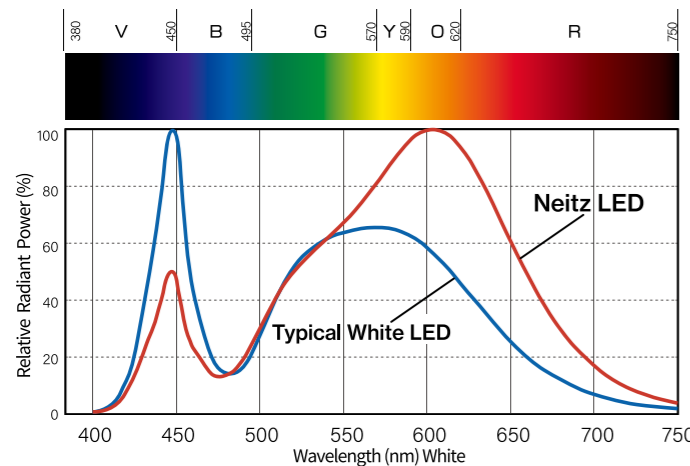 V B G Y O R
380 450 495 570 590 620 750
100
80
60
40
20
0
Relative Radiant Power (%)
Neitz LED
Typical White LED
400 450 500 550 600 650 700 750
Wavelength (nm) White